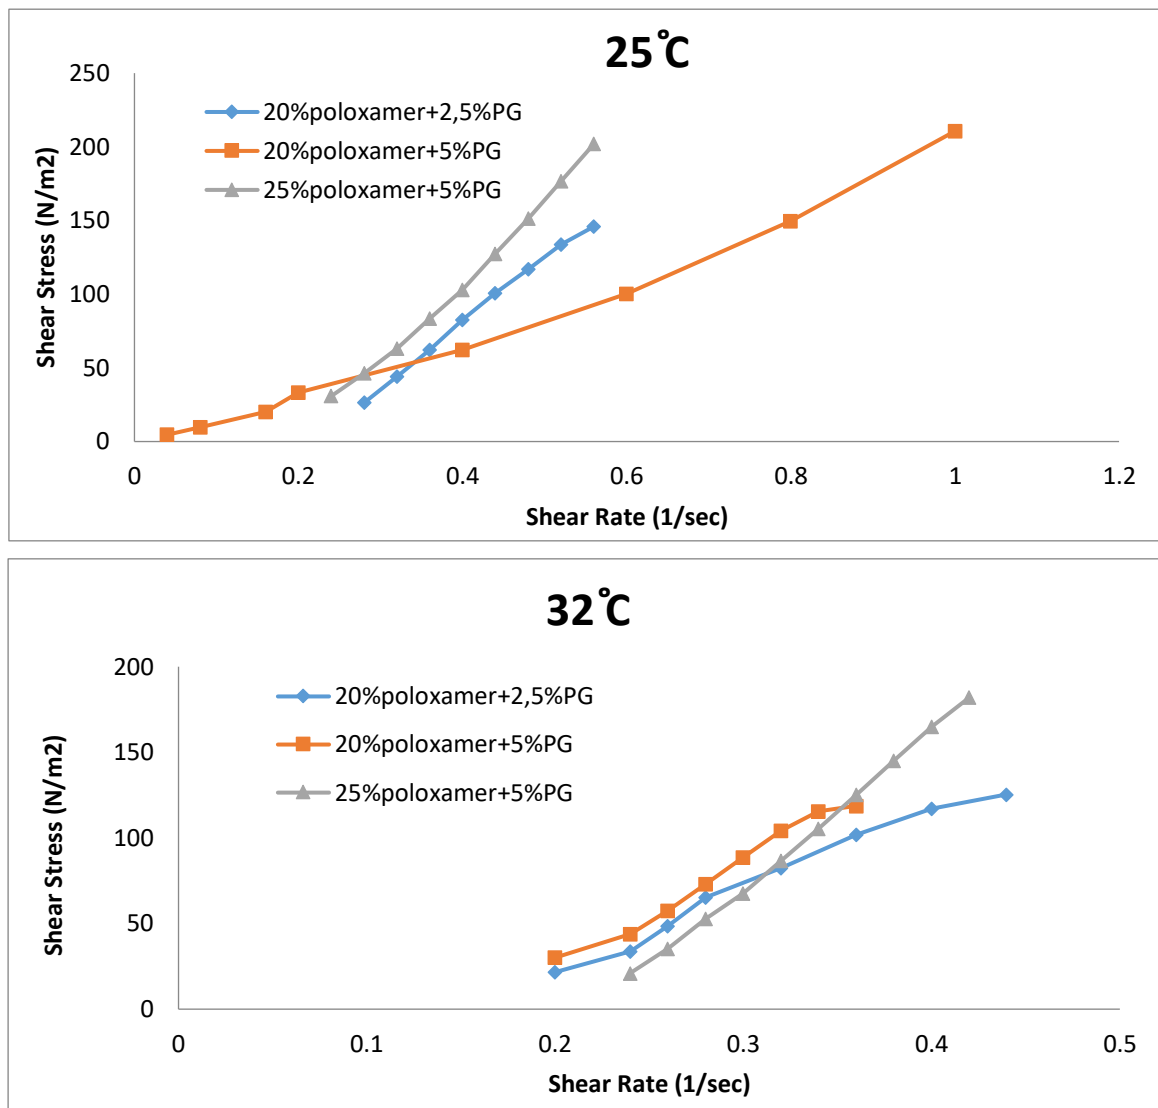 25℃
250
200
150
100
50
0
0 0.2 0.4 0.6 0.8 1 1.2
Shear Stress (N/m2)
Shear Rate (1/sec)
20%poloxamer+2,5%PG
20%poloxamer+5%PG
25%poloxamer+5%PG
32℃
200
150
100
50
0
0 0.1 0.2 0.3 0.4 0.5
Shear Stress (N/m2)
Shear Rate (1/sec)
20%poloxamer+2,5%PG
20%poloxamer+5%PG
25%poloxamer+5%PG